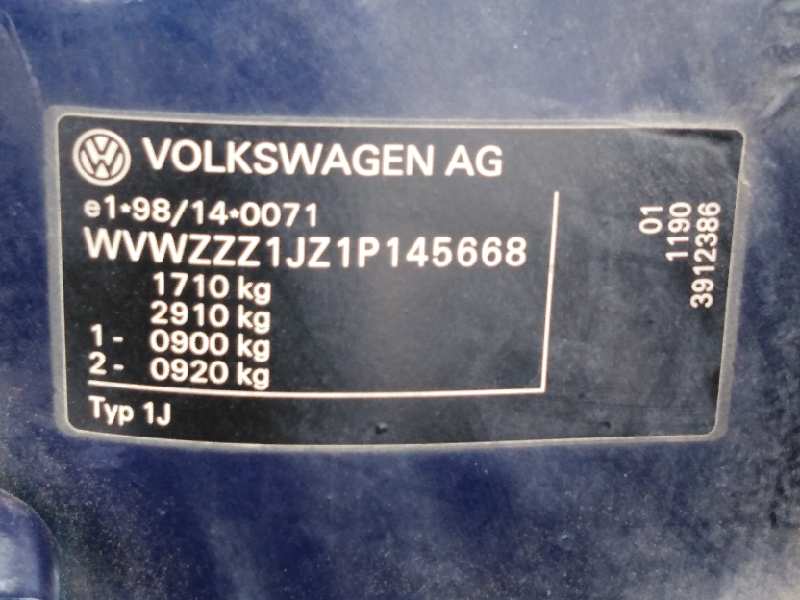 VOLKSWAGEN AG
e1*98/14*0071
WVWZZZ1JZ1P145668
1710 kg
2910 kg
1- 0900 kg
2- 0920 kg
Typ 1J
01
1190
3912386